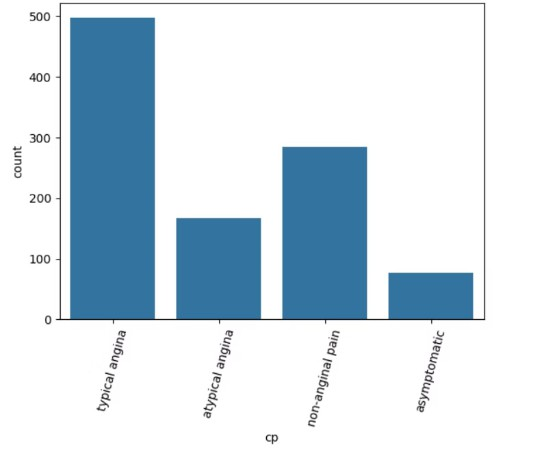 500
400
300
200
100
0
count
typical angina
atypical angina
non-anginal pain
asymptomatic
cp